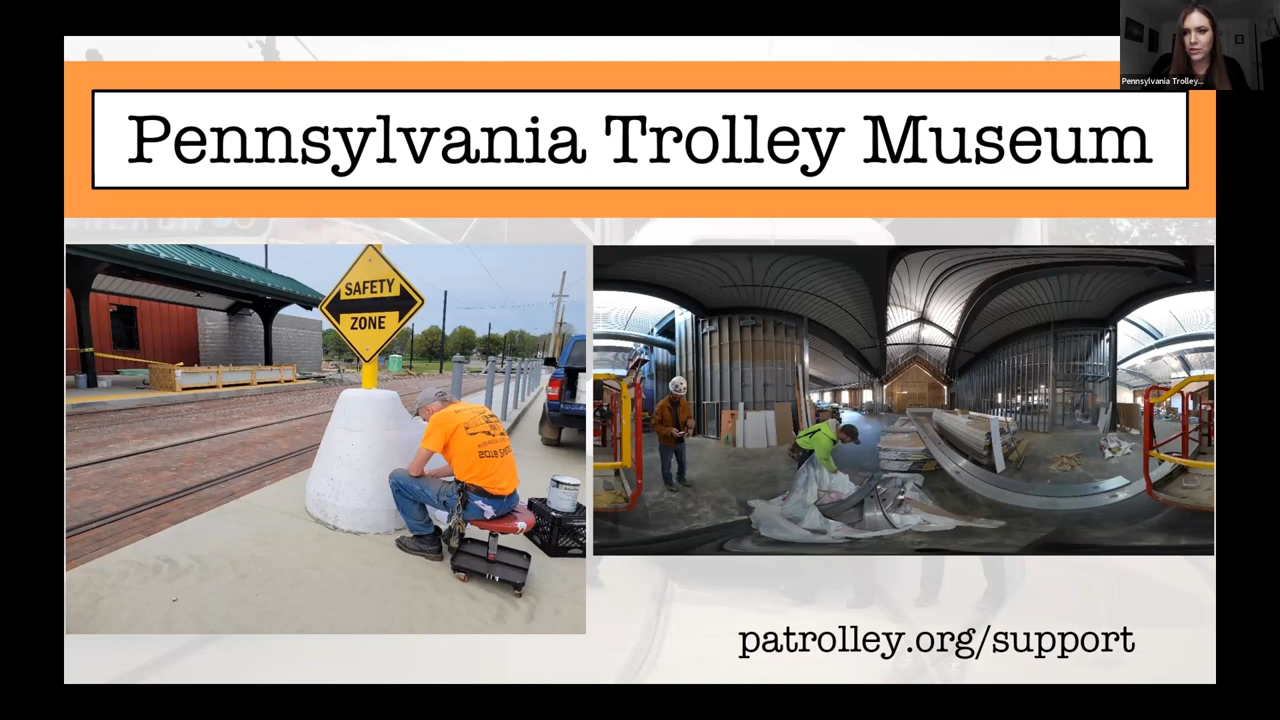 Pennsylvania Trolley...
Pennsylvania Trolley Museum
SAFETY
ZONE
patrolley.org/support